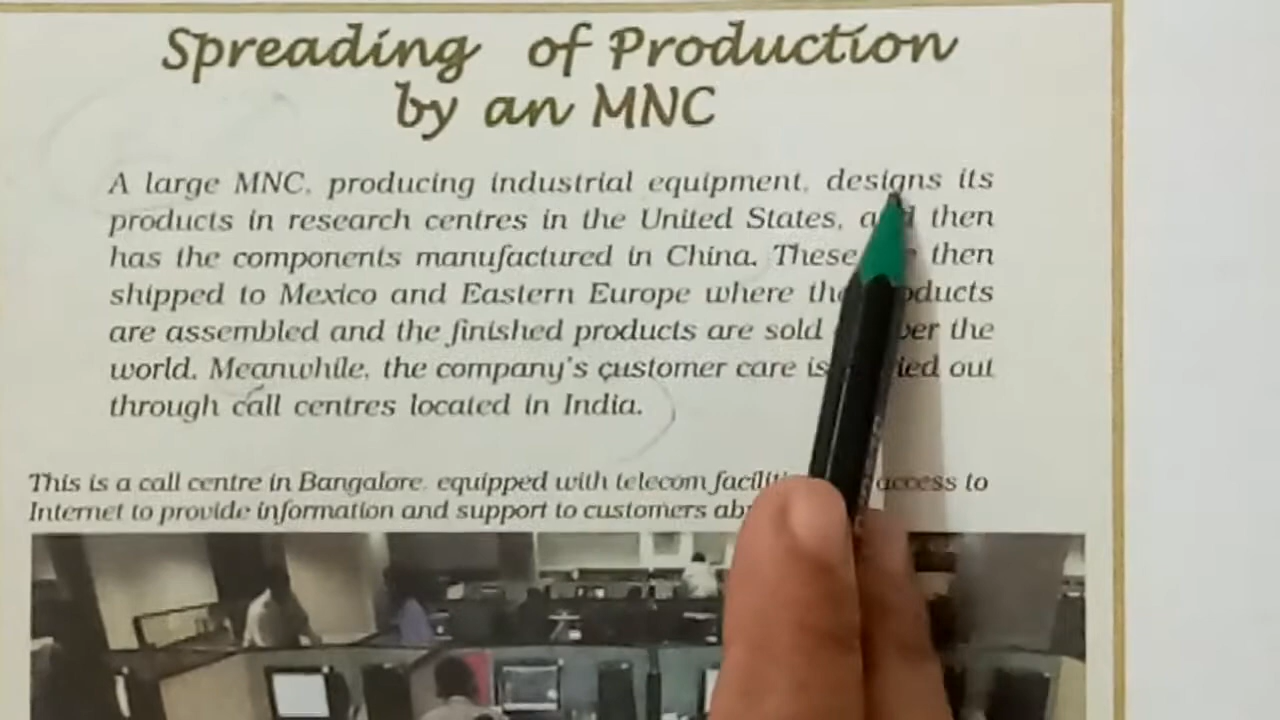 Spreading of Production
by an MNC
A large MNC, producing industrial equipment, designs its
products in research centres in the United States, and then
has the components manufactured in China. These then
shipped to Mexico and Eastern Europe where the products
are assembled and the finished products are sold the
world. Meanwhile, the company's customer care is out
through call centres located in India.
This is a call centre in Bangalore, equipped with telecom access to
Internet to provide information and support to customers